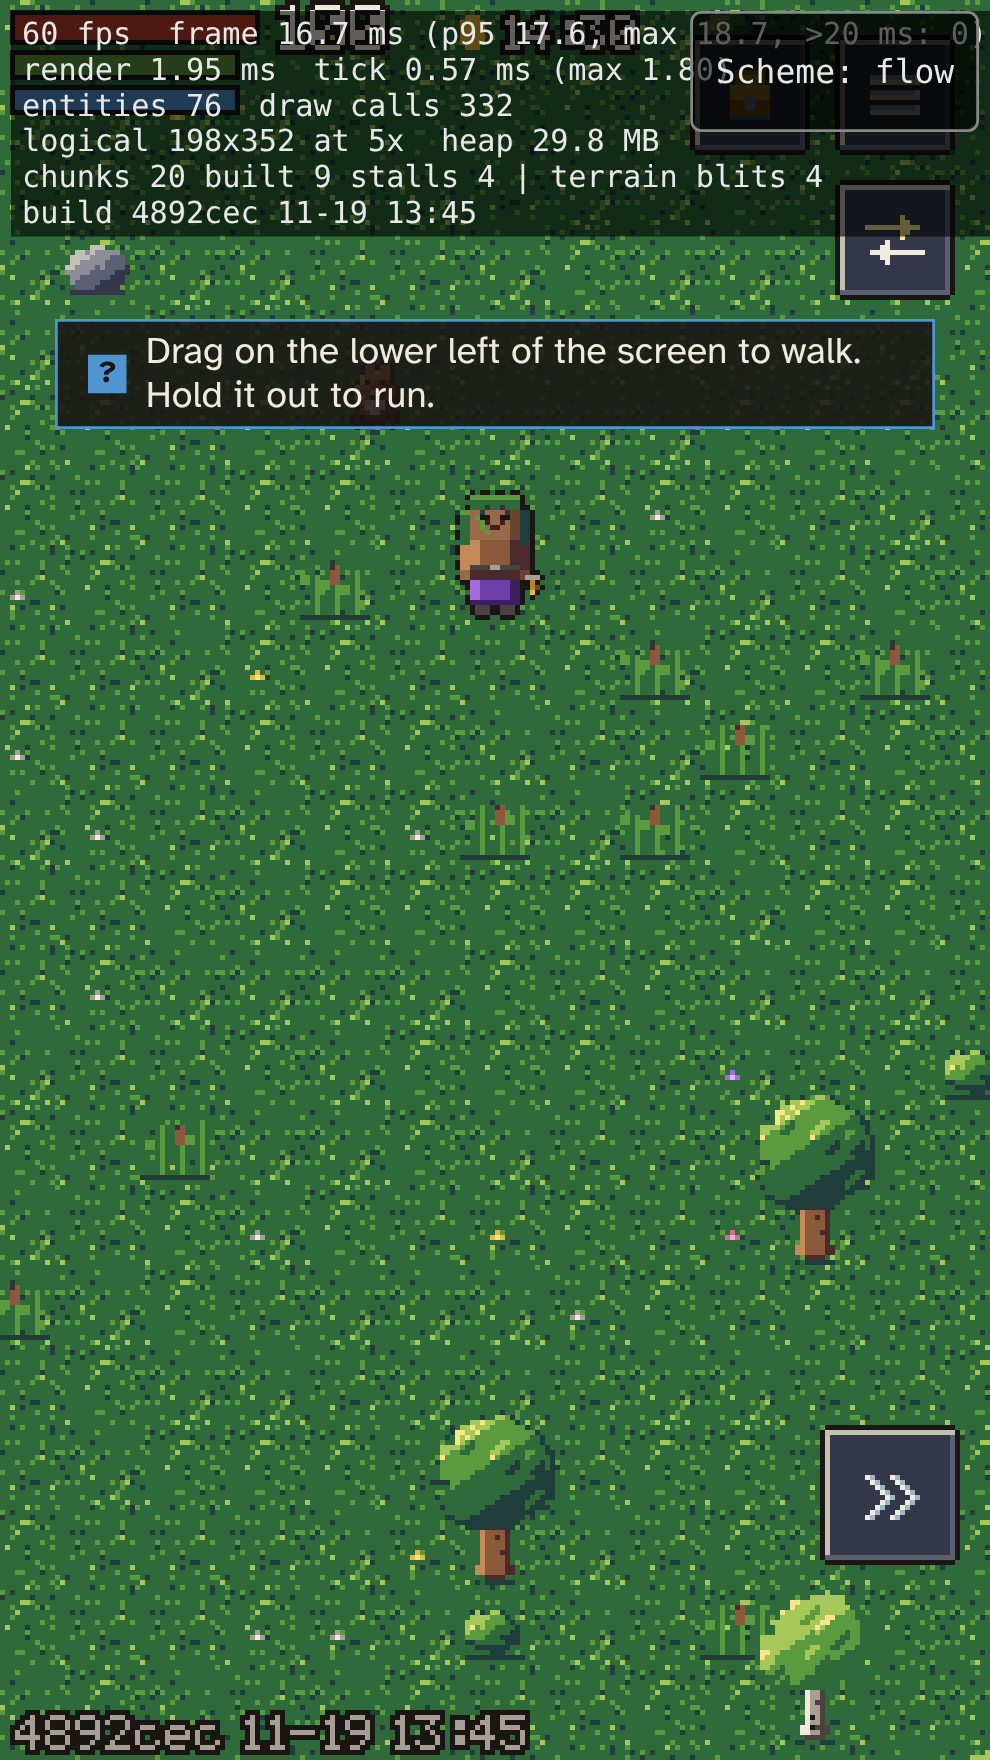 60 fps  frame 16.7 ms (p95 17.6, max 18.7, >20 ms: 0)
render 1.95 ms  tick 0.57 ms (max 1.80)
Scheme: flow
entities 76  draw calls 332
logical 198x352 at 5x  heap 29.8 MB
chunks 20 built 9 stalls 4 | terrain blits 4
build 4892cec 11-19 13:45
? Drag on the lower left of the screen to walk.
Hold it out to run.
4892cec 11-19 13:45